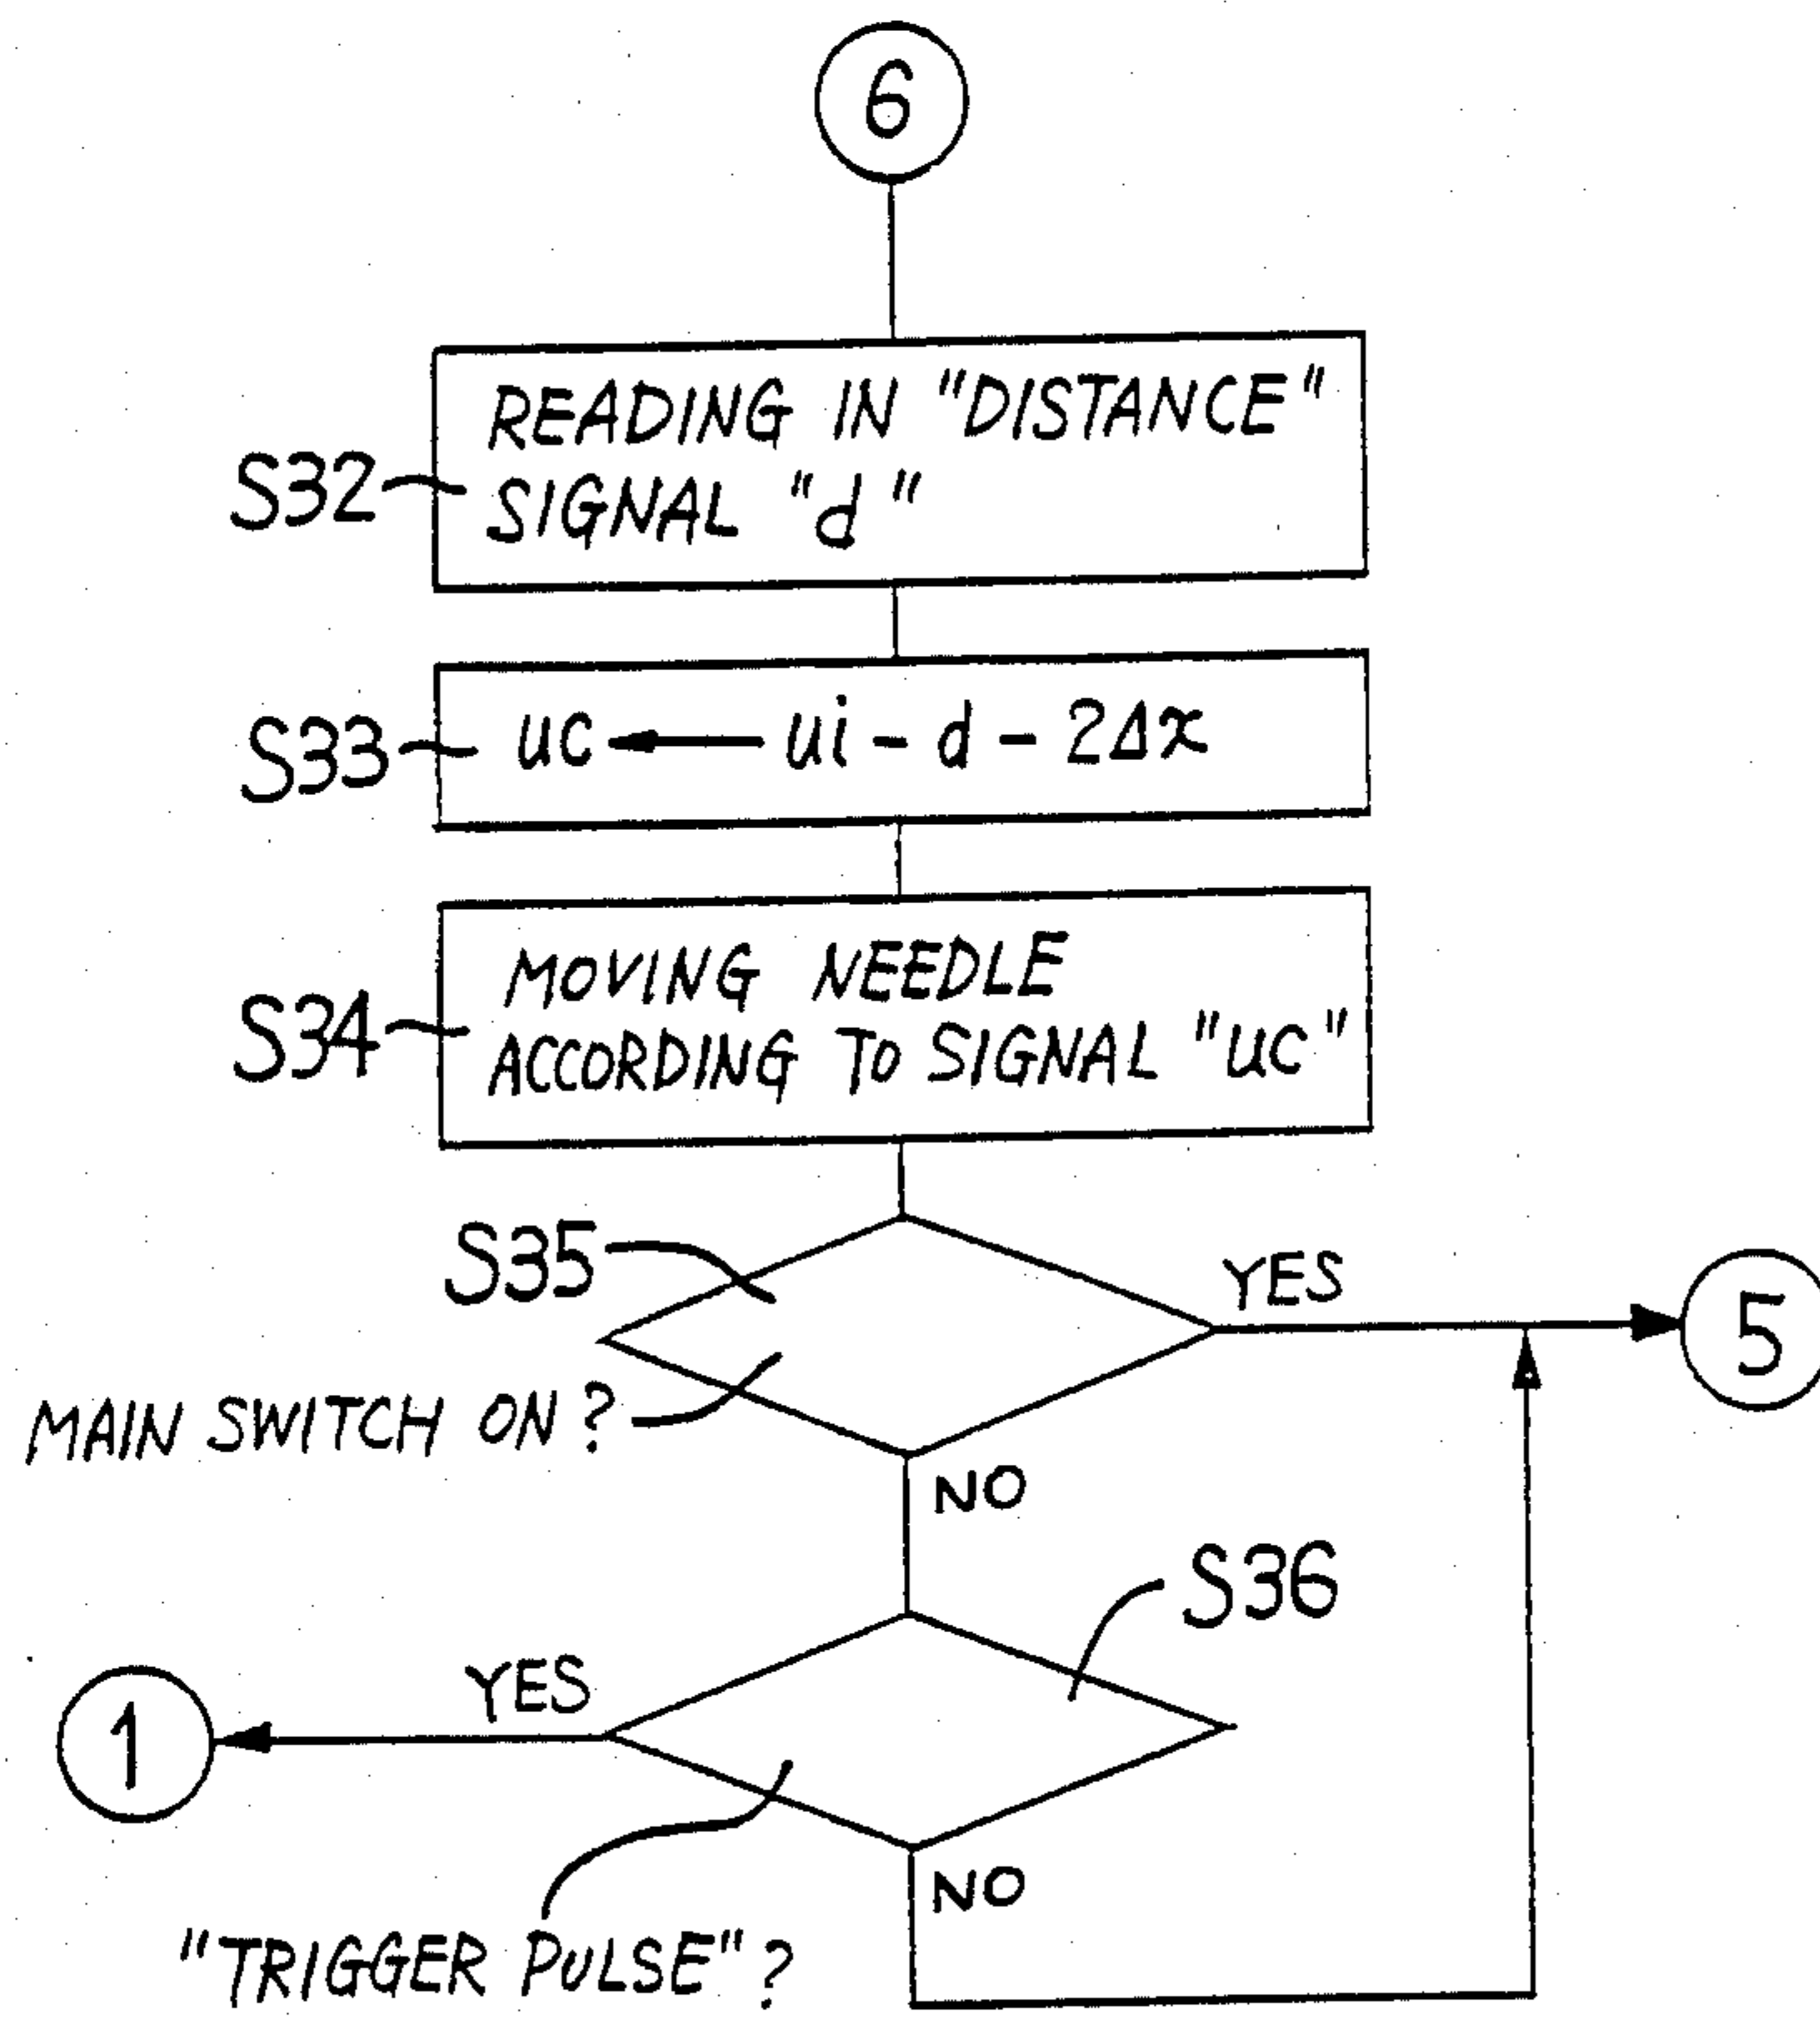 6
READING IN "DISTANCE"
SIGNAL "d"
S32
S33
uc ← ui - d - 2Δx
MOVING NEEDLE
ACCORDING TO SIGNAL "uc"
S34
S35
YES
5
MAIN SWITCH ON ?
NO
S36
YES
1
NO
"TRIGGER PULSE" ?